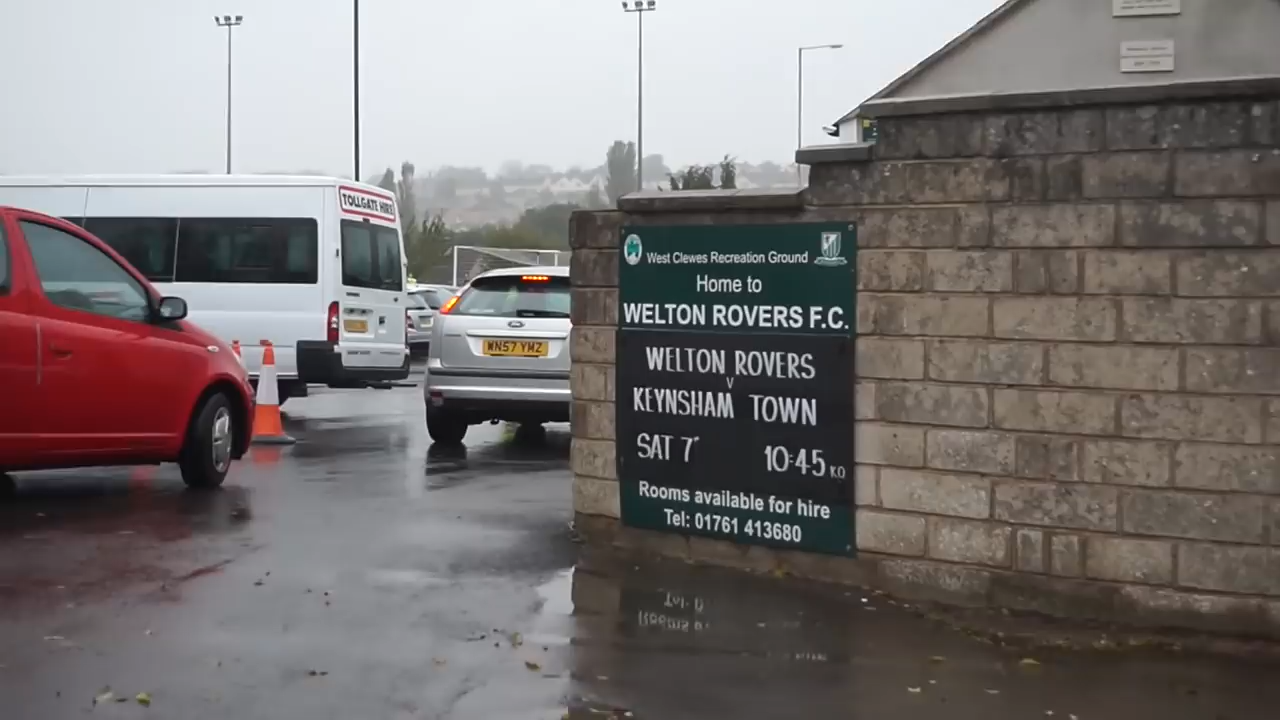 TOLLGATE HIRE
WN57 YMZ
West Clewes Recreation Ground
Home to
WELTON ROVERS F.C.
WELTON ROVERS
V
KEYNSHAM TOWN
SAT 7' 10:45 KO
Rooms available for hire
Tel: 01761 413680